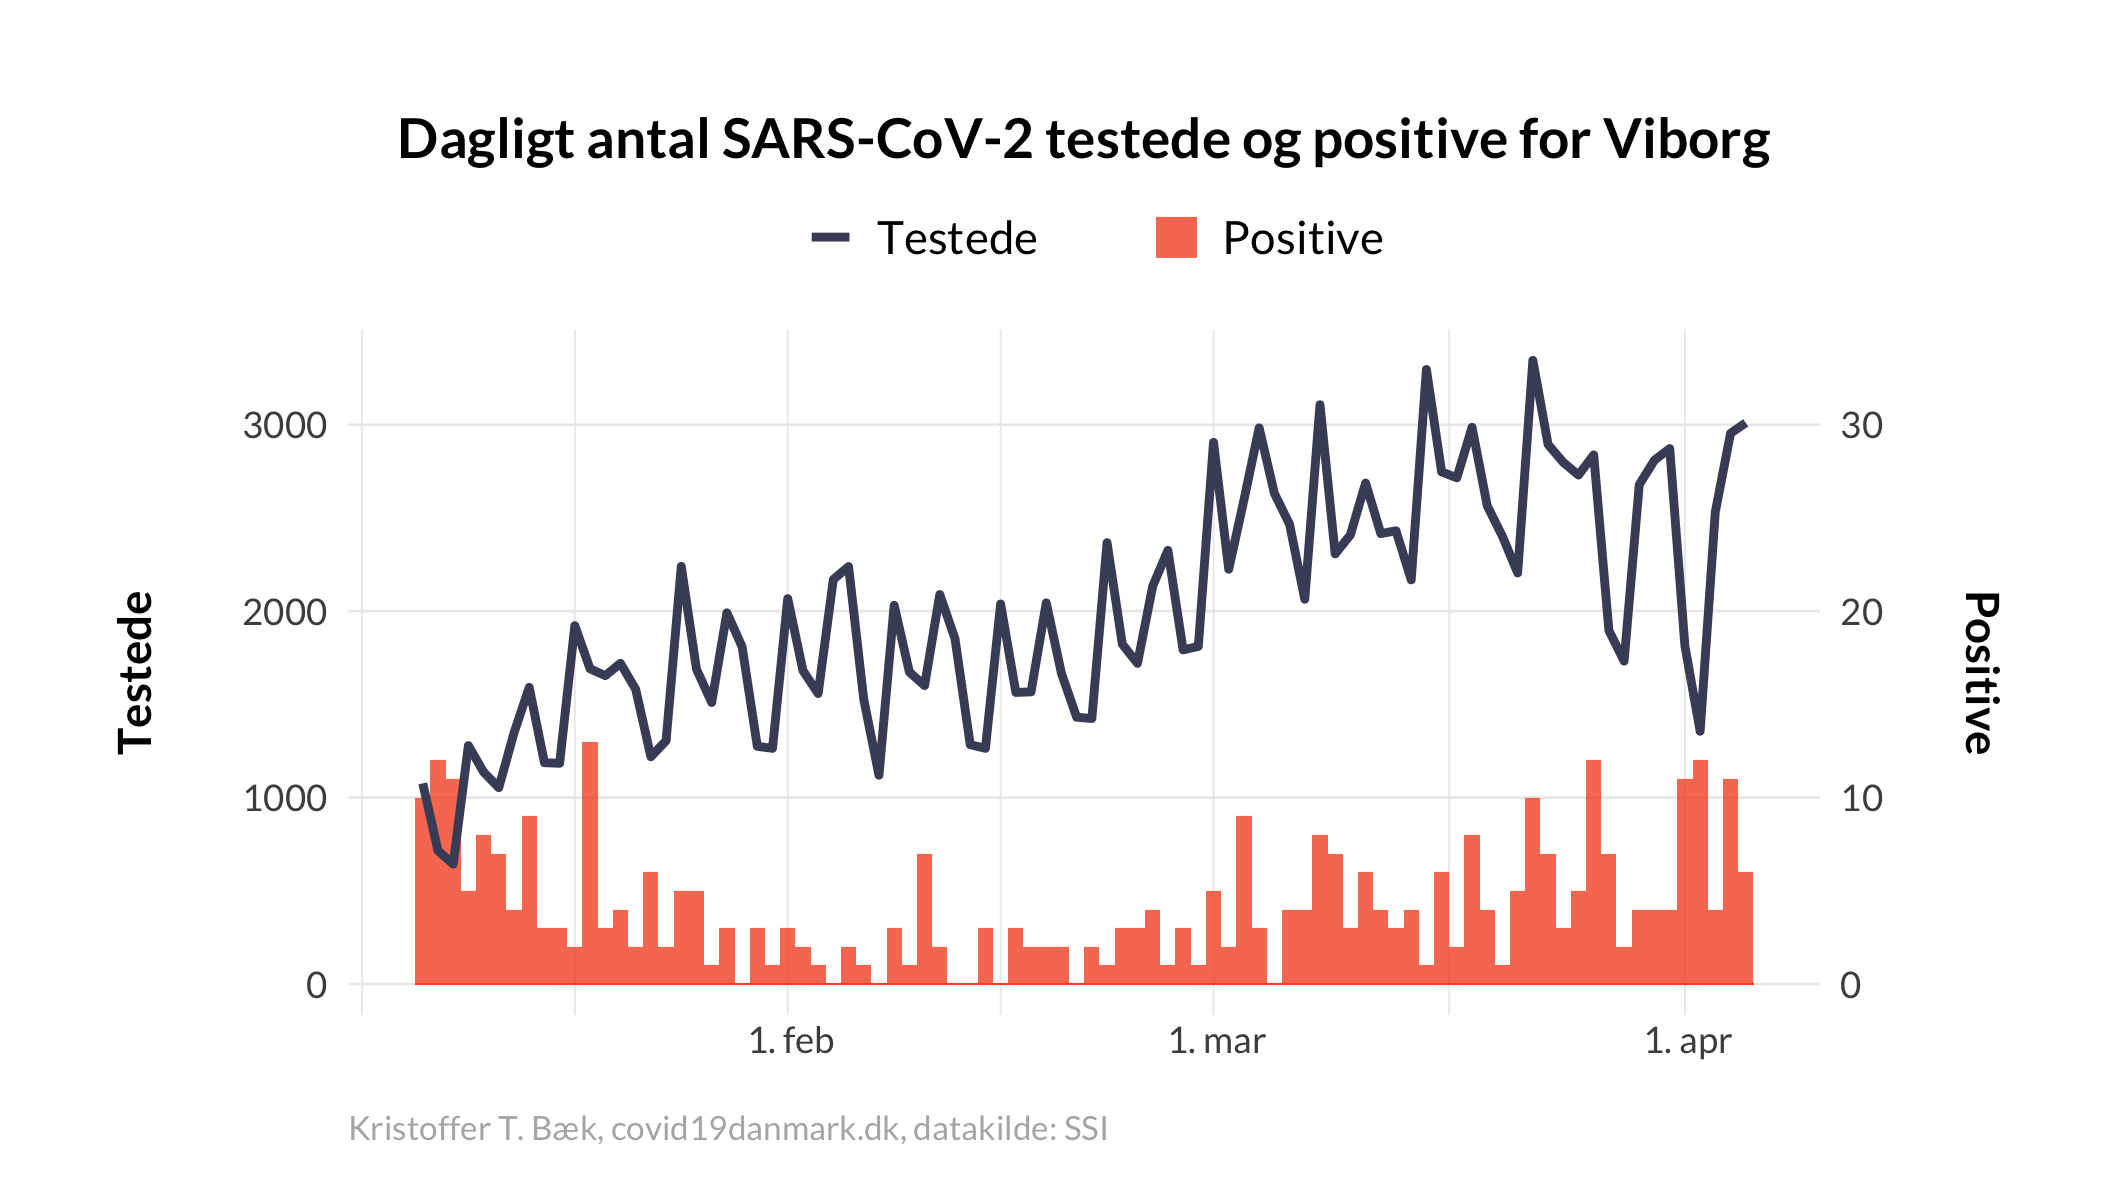 Dagligt antal SARS-CoV-2 testede og positive for Viborg
Testede
Positive
3000
2000
1000
0
30
20
10
0
Testede
Positive
1. feb
1. mar
1. apr
Kristoffer T. Bæk, covid19danmark.dk, datakilde: SSI